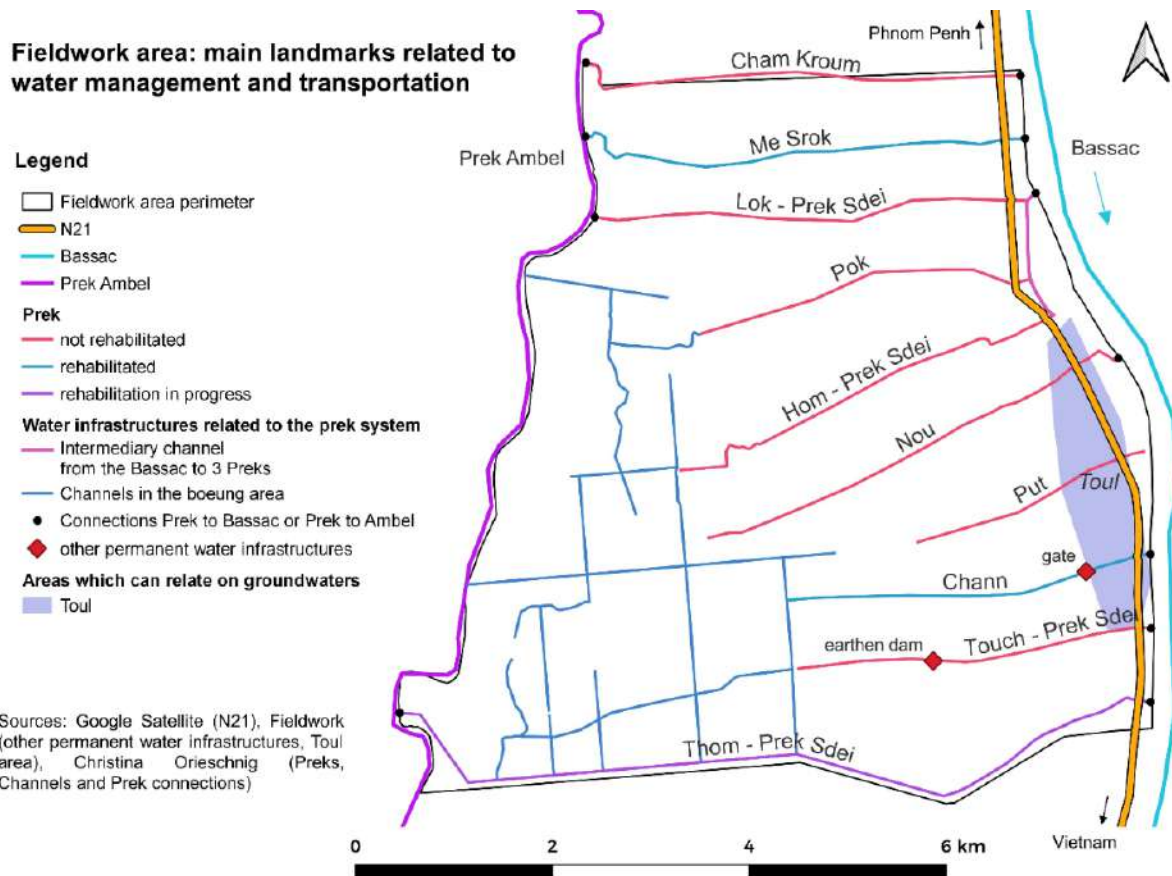 Fieldwork area: main landmarks related to
water management and transportation
Legend
Fieldwork area perimeter
N21
Bassac
Prek Ambel
Prek
not rehabilitated
rehabilitated
rehabilitation in progress
Water infrastructures related to the prek system
Intermediary channel
from the Bassac to 3 Preks
Channels in the boeung area
Connections Prek to Bassac or Prek to Ambel
other permanent water infrastructures
Areas which can relate on groundwaters
Toul
Sources: Google Satellite (N21), Fieldwork
(other permanent water infrastructures, Toul
area), Christina Orieschnig (Preks,
Channels and Prek connections)
Phnom Penh
Cham Kroum
Prek Ambel
Me Srok
Bassac
Lok - Prek Sdei
Pok
Hom - Prek Sdei
Nou
Put
Toul
gate
Chann
earthen dam
Touch - Prek Sdei
Thom - Prek Sdei
Vietnam
0 2 4 6 km